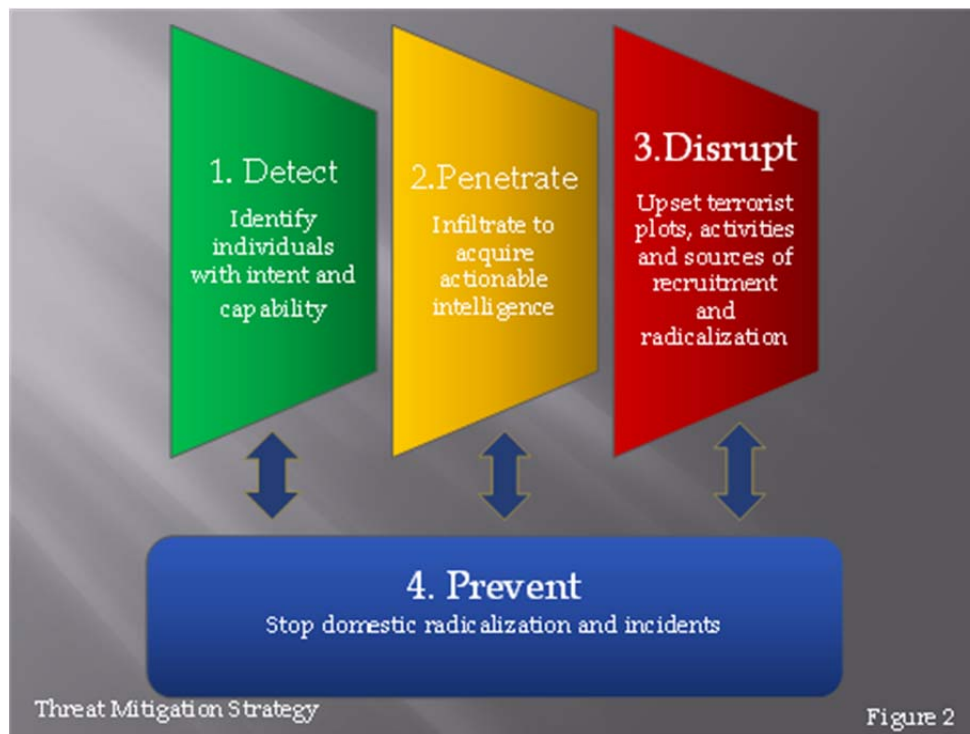 1. Detect
Identify
individuals
with intent and
capability
2.Penetrate
Infiltrate to
acquire
actionable
intelligence
3.Disrupt
Upset terrorist
plots, activities
and sources of
recruitment
and
radicalization
4. Prevent
Stop domestic radicalization and incidents
Threat Mitigation Strategy
Figure 2